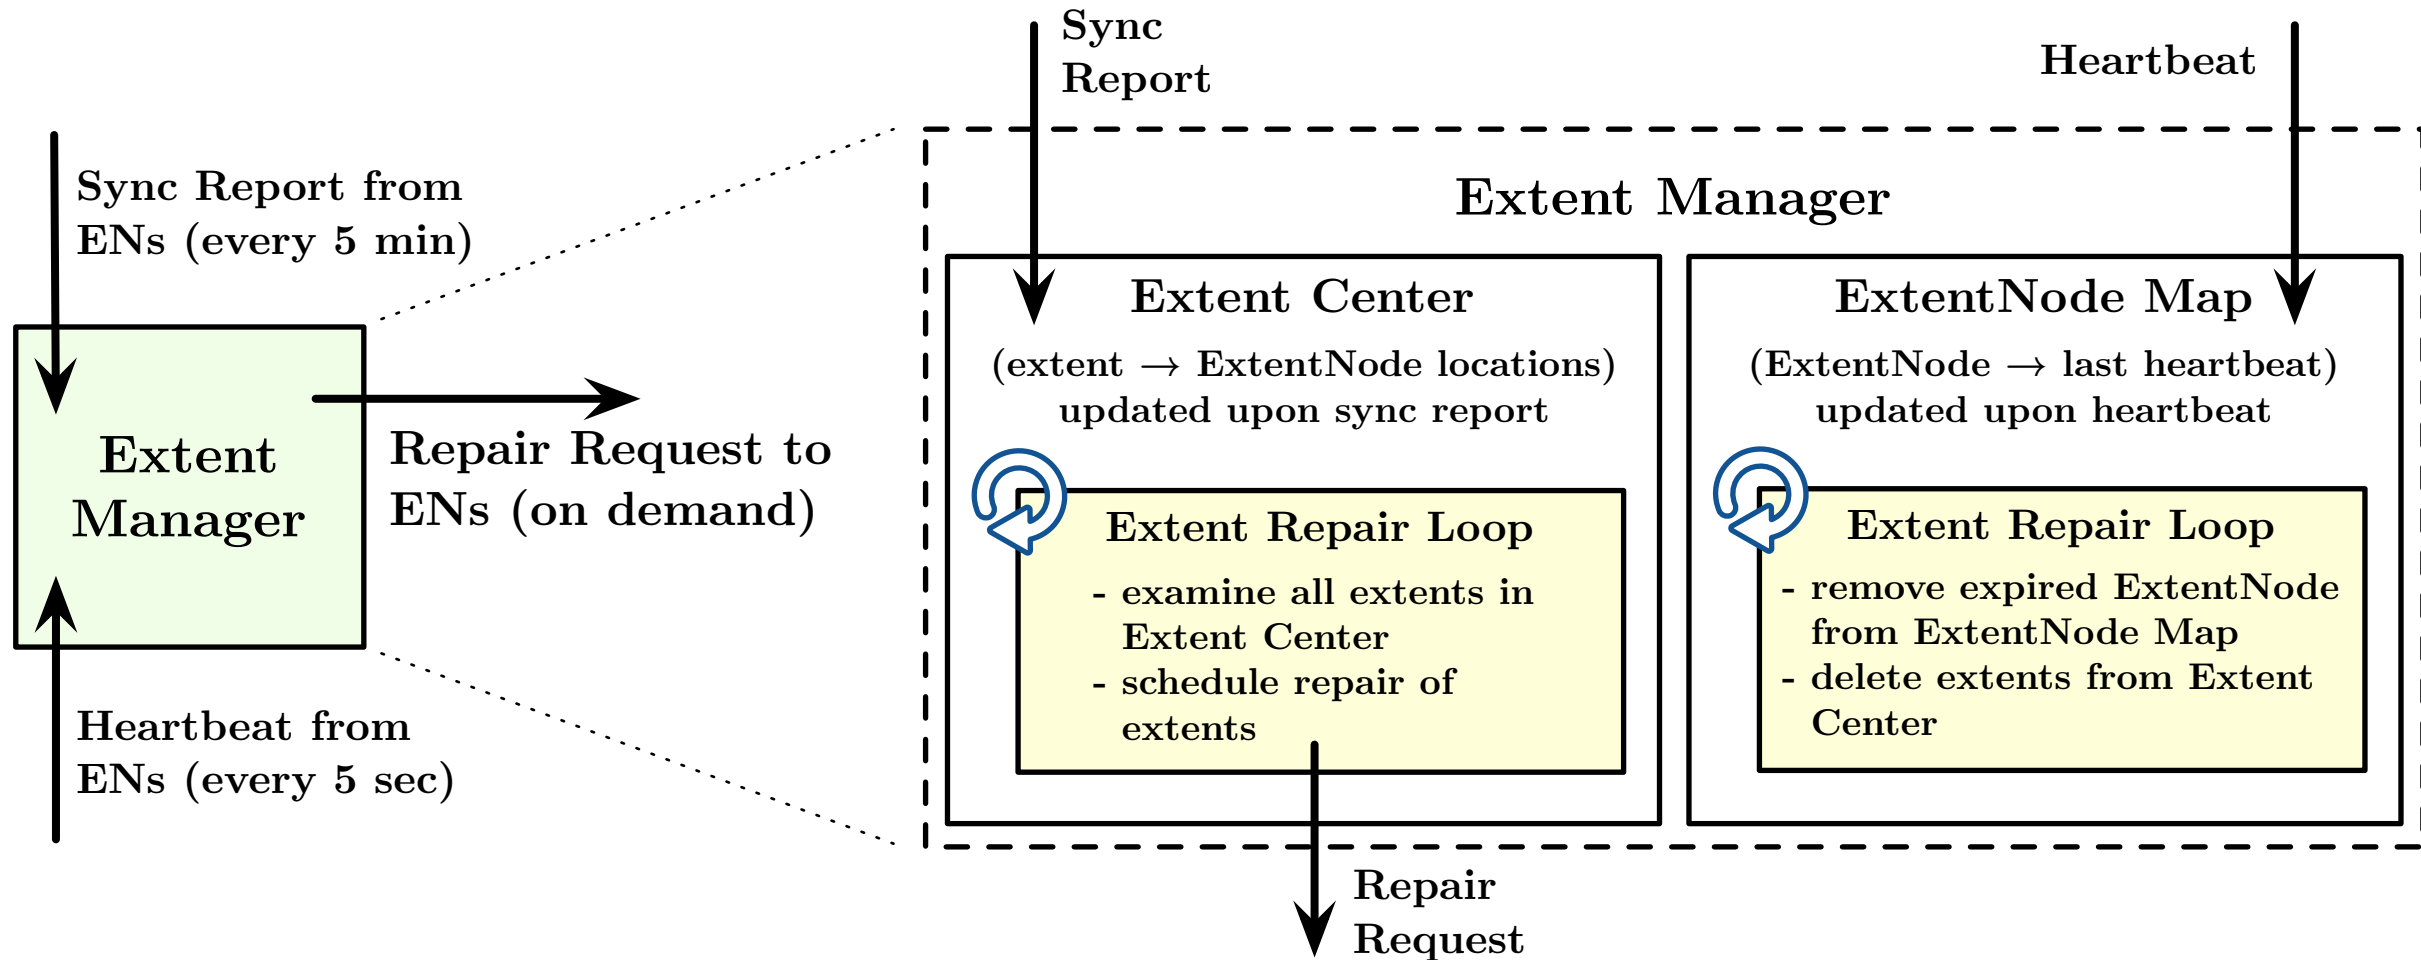 Sync Report from
ENs (every 5 min)
Extent
Manager
Repair Request to
ENs (on demand)
Heartbeat from
ENs (every 5 sec)
Sync
Report
Heartbeat
Extent Manager
Extent Center
(extent → ExtentNode locations)
updated upon sync report
Extent Repair Loop
- examine all extents in
Extent Center
- schedule repair of
extents
ExtentNode Map
(ExtentNode → last heartbeat)
updated upon heartbeat
Extent Repair Loop
- remove expired ExtentNode
from ExtentNode Map
- delete extents from Extent
Center
Repair
Request